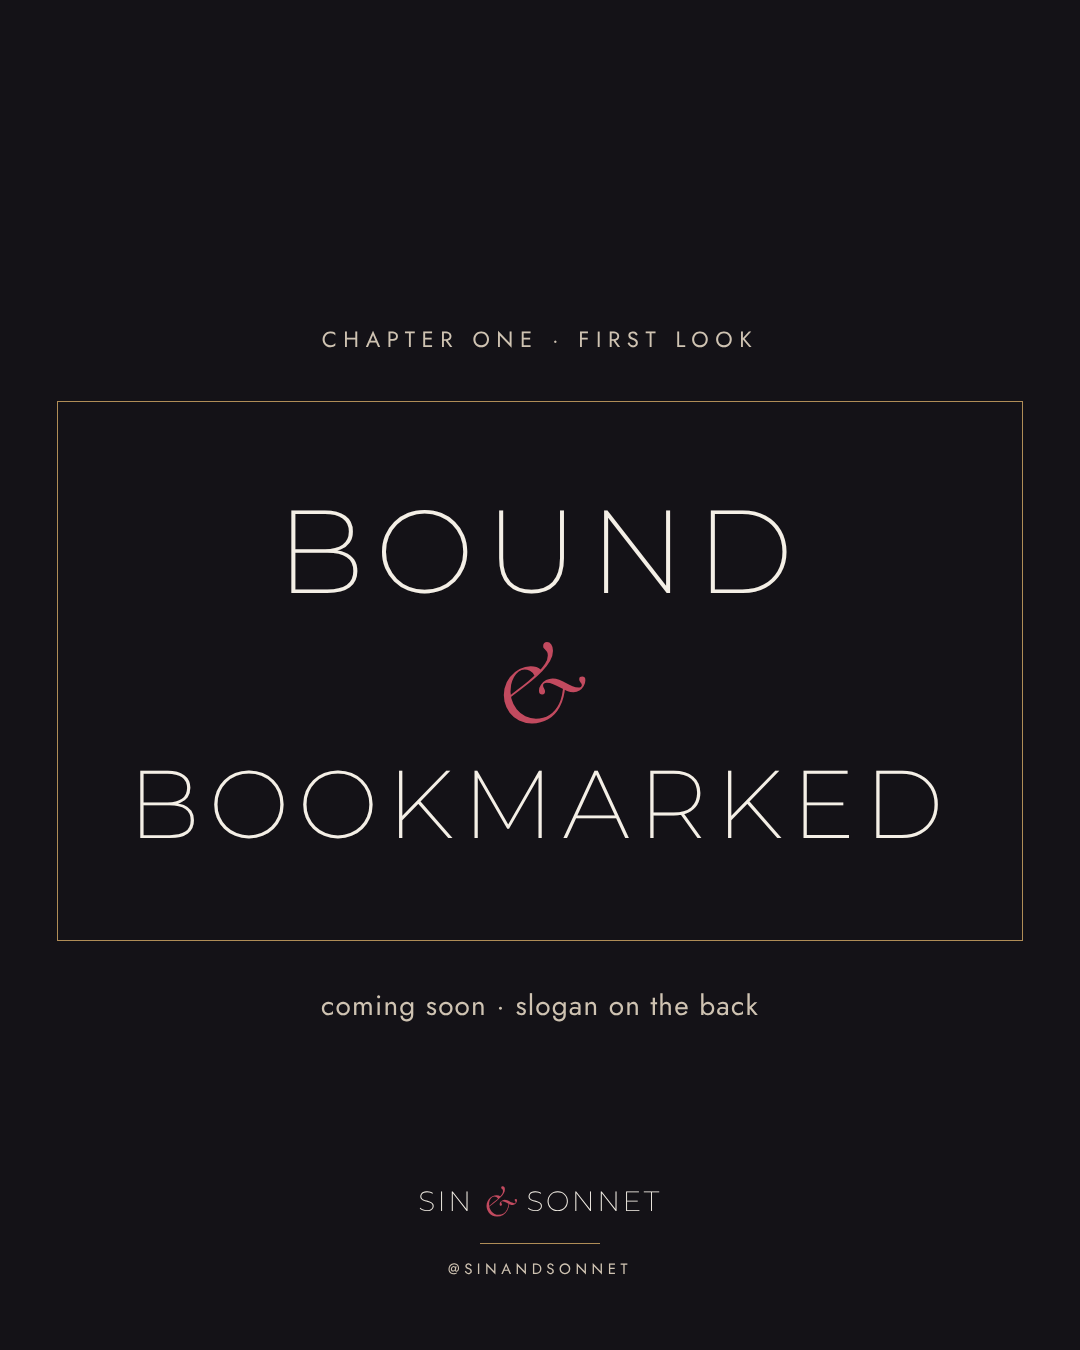 CHAPTER ONE · FIRST LOOK
BOUND
&
BOOKMARKED
coming soon · slogan on the back
SIN & SONNET
@SINANDSONNET